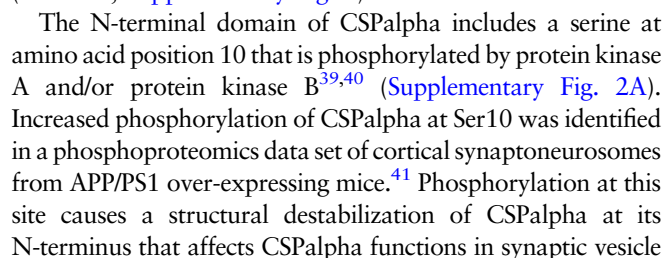 The N-terminal domain of CSPalpha includes a serine at
amino acid position 10 that is phosphorylated by protein kinase
A and/or protein kinase B39,40 (Supplementary Fig. 2A).
Increased phosphorylation of CSPalpha at Ser10 was identified
in a phosphoproteomics data set of cortical synaptoneurosomes
from APP/PS1 over-expressing mice.41 Phosphorylation at this
site causes a structural destabilization of CSPalpha at its
N-terminus that affects CSPalpha functions in synaptic vesicle